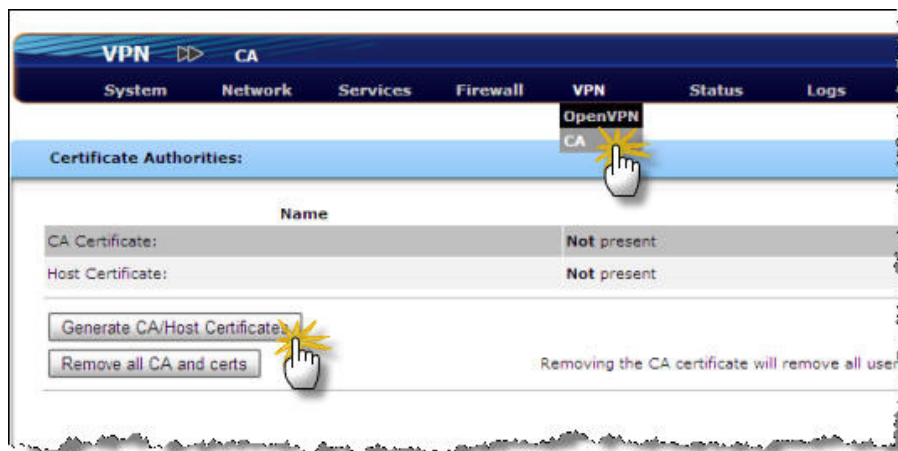 VPN CA
System Network Services Firewall VPN Status Logs
OpenVPN
CA
Certificate Authorities:
Name
CA Certificate: Not present
Host Certificate: Not present
Generate CA/Host Certificates
Remove all CA and certs Removing the CA certificate will remove all user